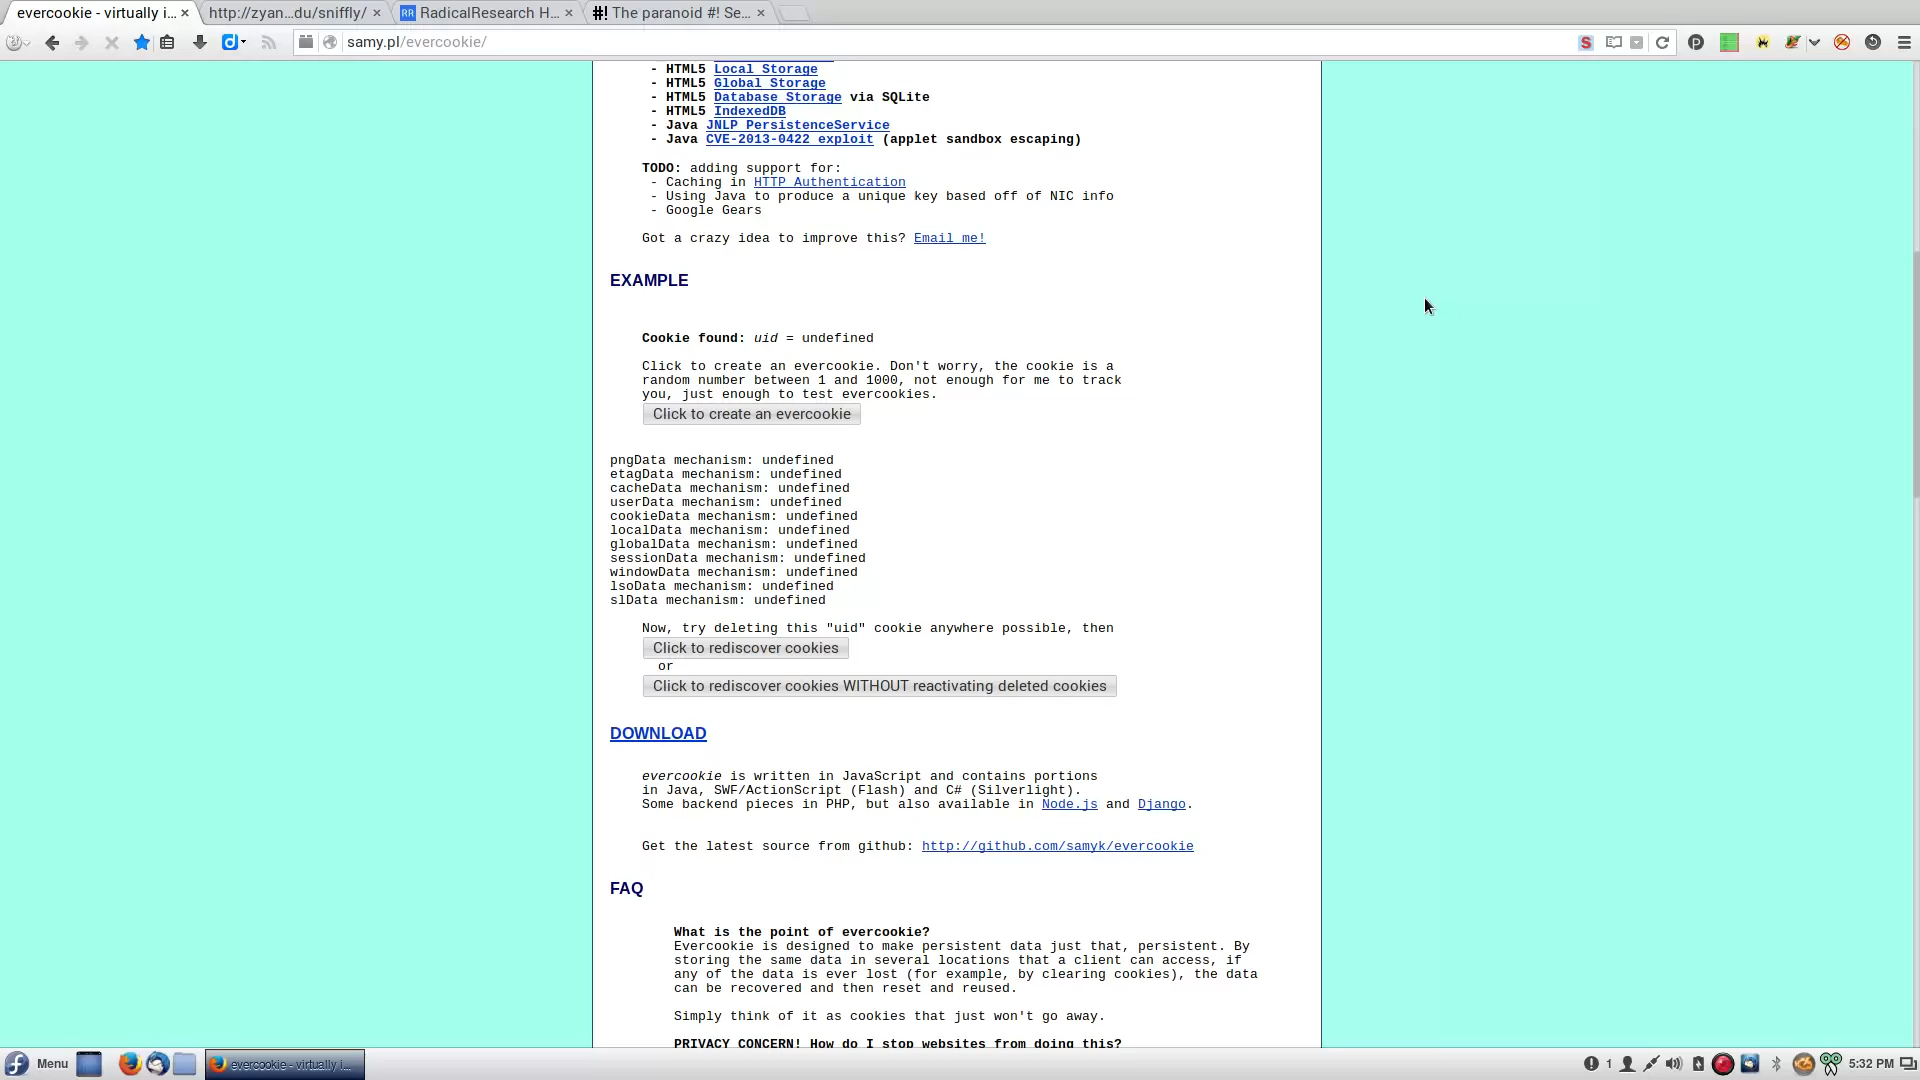 evercookie - virtually i...
http://zyan...du/sniffly/
RR RadicalResearch H...
#! The paranoid #! Se...
samy.pl/evercookie/
- HTML5 Local Storage
- HTML5 Global Storage
- HTML5 Database Storage via SQLite
- HTML5 IndexedDB
- Java JNLP PersistenceService
- Java CVE-2013-0422 exploit (applet sandbox escaping)
TODO: adding support for:
- Caching in HTTP Authentication
- Using Java to produce a unique key based off of NIC info
- Google Gears
Got a crazy idea to improve this? Email me!
EXAMPLE
Cookie found: uid = undefined
Click to create an evercookie. Don't worry, the cookie is a
random number between 1 and 1000, not enough for me to track
you, just enough to test evercookies.
Click to create an evercookie
pngData mechanism: undefined
etagData mechanism: undefined
cacheData mechanism: undefined
userData mechanism: undefined
cookieData mechanism: undefined
localData mechanism: undefined
globalData mechanism: undefined
sessionData mechanism: undefined
windowData mechanism: undefined
lsoData mechanism: undefined
slData mechanism: undefined
Now, try deleting this "uid" cookie anywhere possible, then
Click to rediscover cookies
or
Click to rediscover cookies WITHOUT reactivating deleted cookies
DOWNLOAD
evercookie is written in JavaScript and contains portions
in Java, SWF/ActionScript (Flash) and C# (Silverlight).
Some backend pieces in PHP, but also available in Node.js and Django.
Get the latest source from github: http://github.com/samyk/evercookie
FAQ
What is the point of evercookie?
Evercookie is designed to make persistent data just that, persistent. By
storing the same data in several locations that a client can access, if
any of the data is ever lost (for example, by clearing cookies), the data
can be recovered and then reset and reused.
Simply think of it as cookies that just won't go away.
PRIVACY CONCERN! How do I stop websites from doing this?
Menu
evercookie - virtually i...
1
5:32 PM